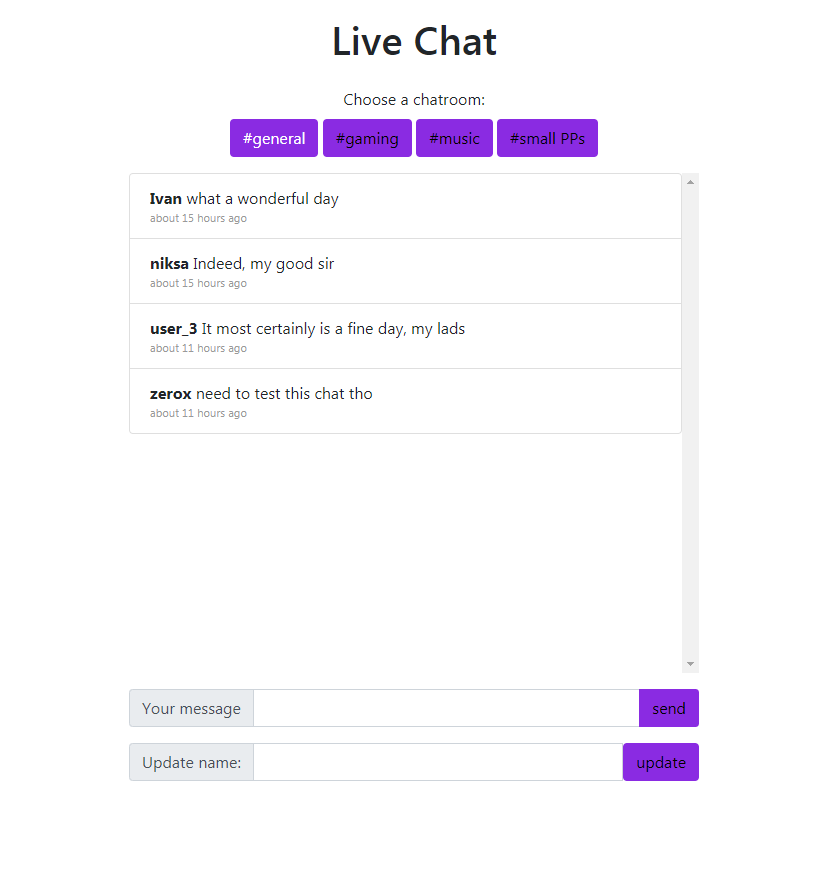 Live Chat
Choose a chatroom:
#general #gaming #music #small PPs
Ivan what a wonderful day
about 15 hours ago
niksa Indeed, my good sir
about 15 hours ago
user_3 It most certainly is a fine day, my lads
about 11 hours ago
zerox need to test this chat tho
about 11 hours ago
Your message send
Update name: update